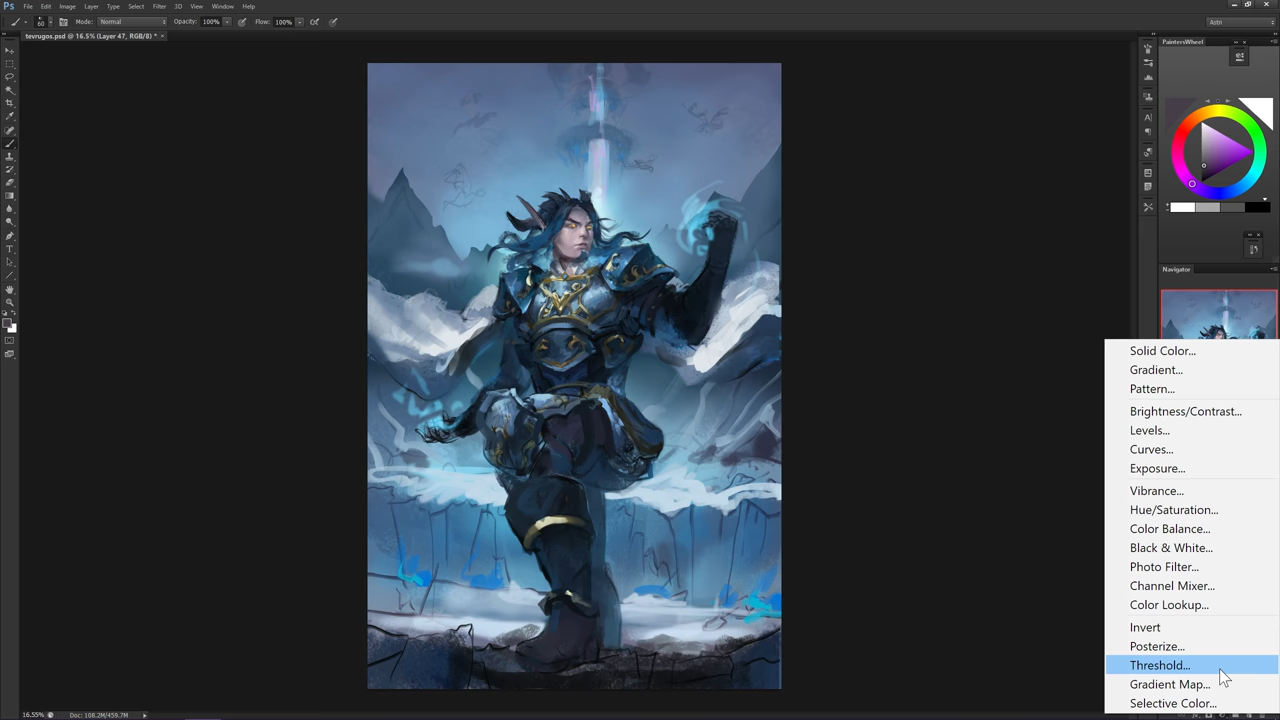 Ps File Edit Image Layer Type Select Filter 3D View Window Help
60 Mode: Normal Opacity: 100% Flow: 100% Astri
tevrugos.psd @ 16.5% (Layer 47, RGB/8) * ×
PaintersWheel
Navigator
Solid Color...
Gradient...
Pattern...
Brightness/Contrast...
Levels...
Curves...
Exposure...
Vibrance...
Hue/Saturation...
Color Balance...
Black & White...
Photo Filter...
Channel Mixer...
Color Lookup...
Invert
Posterize...
Threshold...
Gradient Map...
Selective Color...
16.55% Doc: 108.2M/459.7M